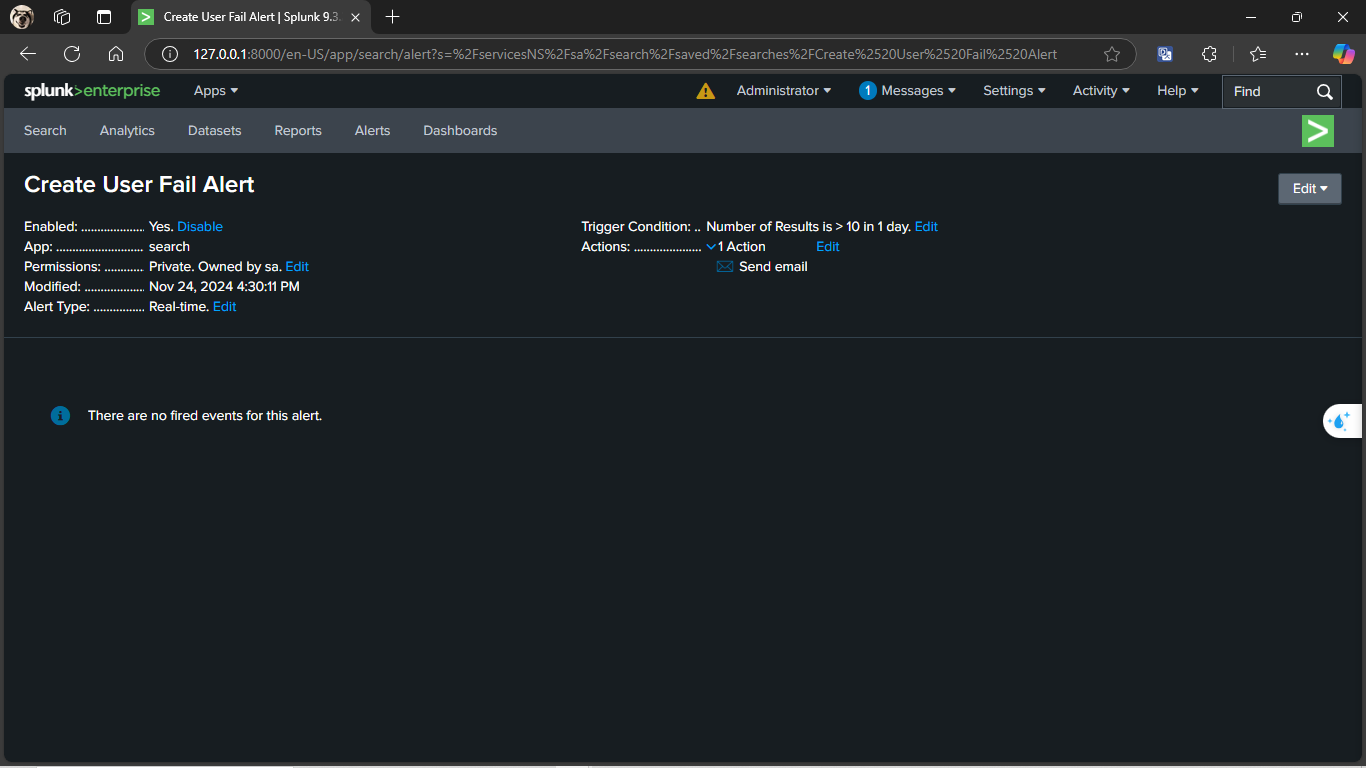 Create User Fail Alert | Splunk 9.3.
127.0.0.1:8000/en-US/app/search/alert?s=%2FservicesNS%2Fsa%2Fsearch%2Fsaved%2Fsearches%2FCreate%2520User%2520Fail%2520Alert
splunk>enterprise Apps Administrator 1 Messages Settings Activity Help Find
Search Analytics Datasets Reports Alerts Dashboards
Create User Fail Alert
Edit
Enabled: ................... Yes. Disable
App: .......................... search
Permissions: ............ Private. Owned by sa. Edit
Modified: .................. Nov 24, 2024 4:30:11 PM
Alert Type: ............... Real-time. Edit
Trigger Condition: .. Number of Results is > 10 in 1 day. Edit
Actions: .................... 1 Action Edit
Send email
There are no fired events for this alert.